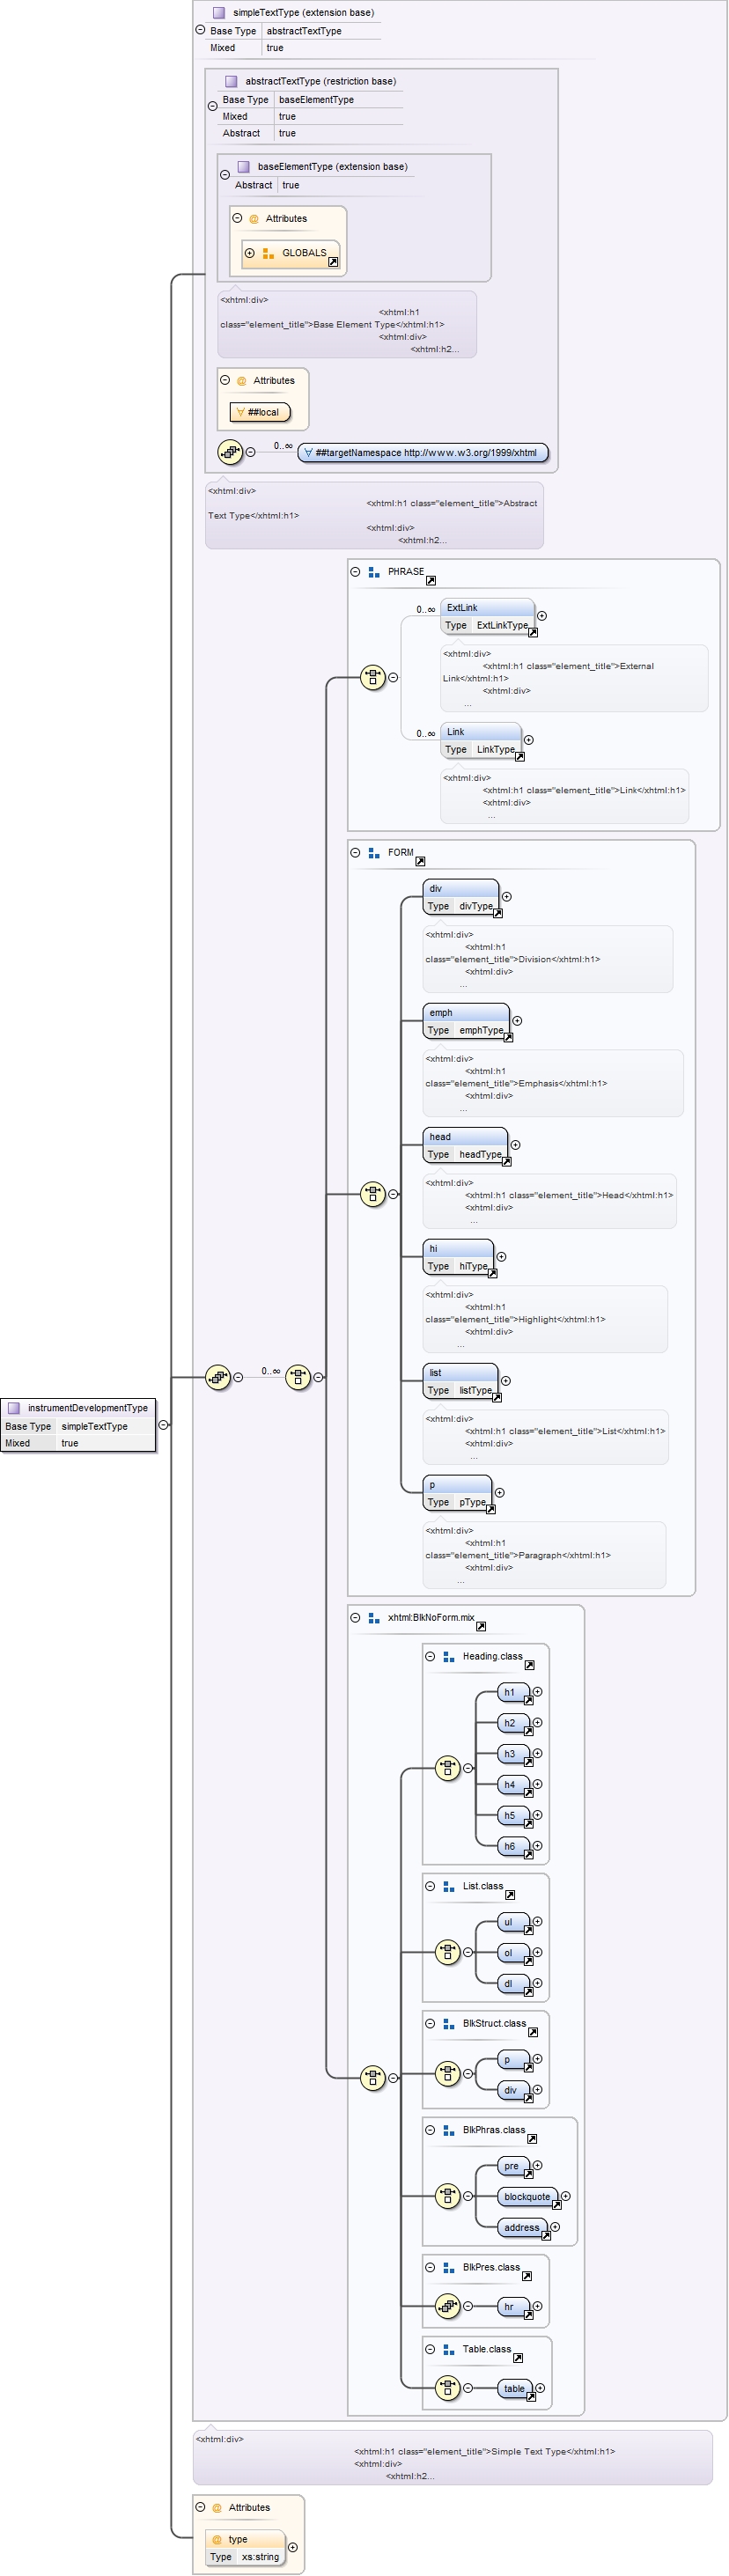 simpleTextType (extension base)
Base Type abstractTextType
Mixed true
abstractTextType (restriction base)
Base Type baseElementType
Mixed true
Abstract true
baseElementType (extension base)
Abstract true
@ Attributes
GLOBALS
<xhtml:div>
<xhtml:h1
class="element_title">Base Element Type</xhtml:h1>
<xhtml:div>
<xhtml:h2...
@ Attributes
∀ ##local
0..∞ ∀ ##targetNamespace http://www.w3.org/1999/xhtml
<xhtml:div>
<xhtml:h1 class="element_title">Abstract
Text Type</xhtml:h1>
<xhtml:div>
<xhtml:h2...
PHRASE
0..∞ ExtLink
Type ExtLinkType
<xhtml:div>
<xhtml:h1 class="element_title">External
Link</xhtml:h1>
<xhtml:div>
...
0..∞ Link
Type LinkType
<xhtml:div>
<xhtml:h1 class="element_title">Link</xhtml:h1>
<xhtml:div>
...
FORM
div
Type divType
<xhtml:div>
<xhtml:h1
class="element_title">Division</xhtml:h1>
<xhtml:div>
...
emph
Type emphType
<xhtml:div>
<xhtml:h1
class="element_title">Emphasis</xhtml:h1>
<xhtml:div>
...
head
Type headType
<xhtml:div>
<xhtml:h1 class="element_title">Head</xhtml:h1>
<xhtml:div>
...
hi
Type hiType
<xhtml:div>
<xhtml:h1
class="element_title">Highlight</xhtml:h1>
<xhtml:div>
...
0..∞
list
Type listType
<xhtml:div>
<xhtml:h1 class="element_title">List</xhtml:h1>
<xhtml:div>
...
instrumentDevelopmentType
Base Type simpleTextType
Mixed true
p
Type pType
<xhtml:div>
<xhtml:h1
class="element_title">Paragraph</xhtml:h1>
<xhtml:div>
...
xhtml:BlkNoForm.mix
Heading.class
h1
h2
h3
h4
h5
h6
List.class
ul
ol
dl
BlkStruct.class
p
div
BlkPhras.class
pre
blockquote
address
BlkPres.class
hr
Table.class
table
<xhtml:div>
<xhtml:h1 class="element_title">Simple Text Type</xhtml:h1>
<xhtml:div>
<xhtml:h2...
@ Attributes
@ type
Type xs:string